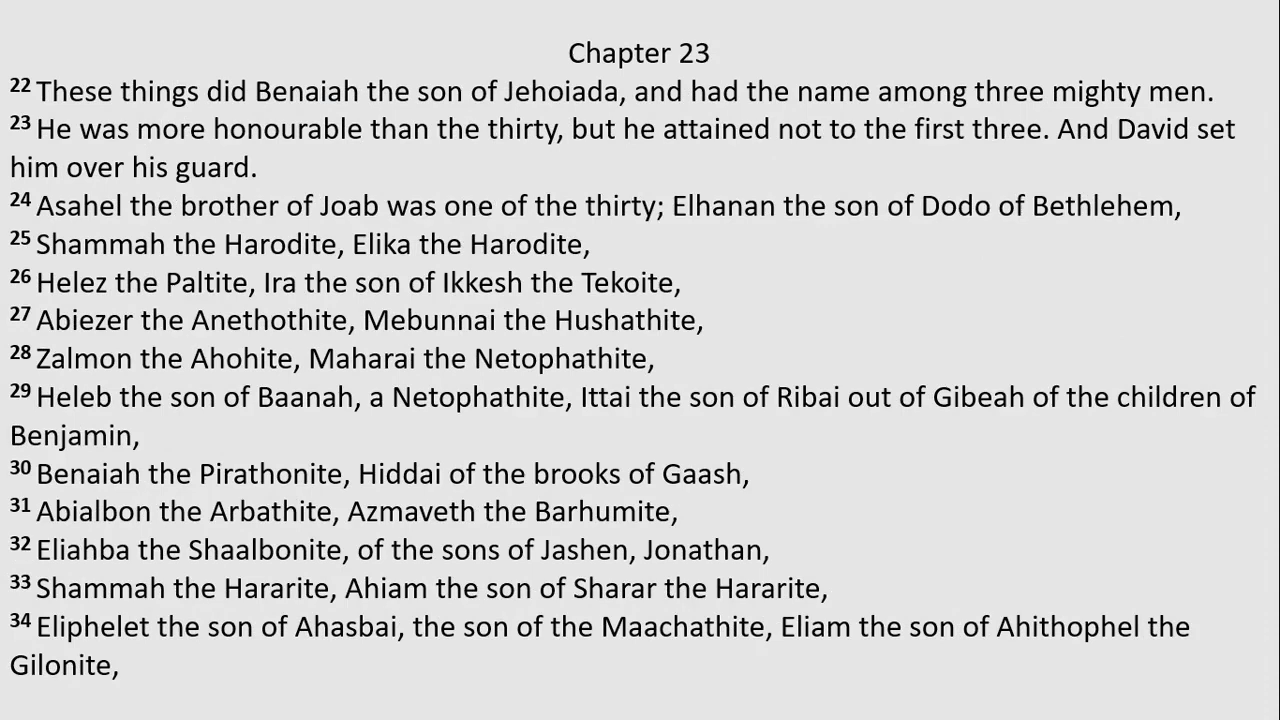 Chapter 23
22 These things did Benaiah the son of Jehoiada, and had the name among three mighty men.
23 He was more honourable than the thirty, but he attained not to the first three. And David set
him over his guard.
24 Asahel the brother of Joab was one of the thirty; Elhanan the son of Dodo of Bethlehem,
25 Shammah the Harodite, Elika the Harodite,
26 Helez the Paltite, Ira the son of Ikkesh the Tekoite,
27 Abiezer the Anethothite, Mebunnai the Hushathite,
28 Zalmon the Ahohite, Maharai the Netophathite,
29 Heleb the son of Baanah, a Netophathite, Ittai the son of Ribai out of Gibeah of the children of
Benjamin,
30 Benaiah the Pirathonite, Hiddai of the brooks of Gaash,
31 Abialbon the Arbathite, Azmaveth the Barhumite,
32 Eliahba the Shaalbonite, of the sons of Jashen, Jonathan,
33 Shammah the Hararite, Ahiam the son of Sharar the Hararite,
34 Eliphelet the son of Ahasbai, the son of the Maachathite, Eliam the son of Ahithophel the
Gilonite,